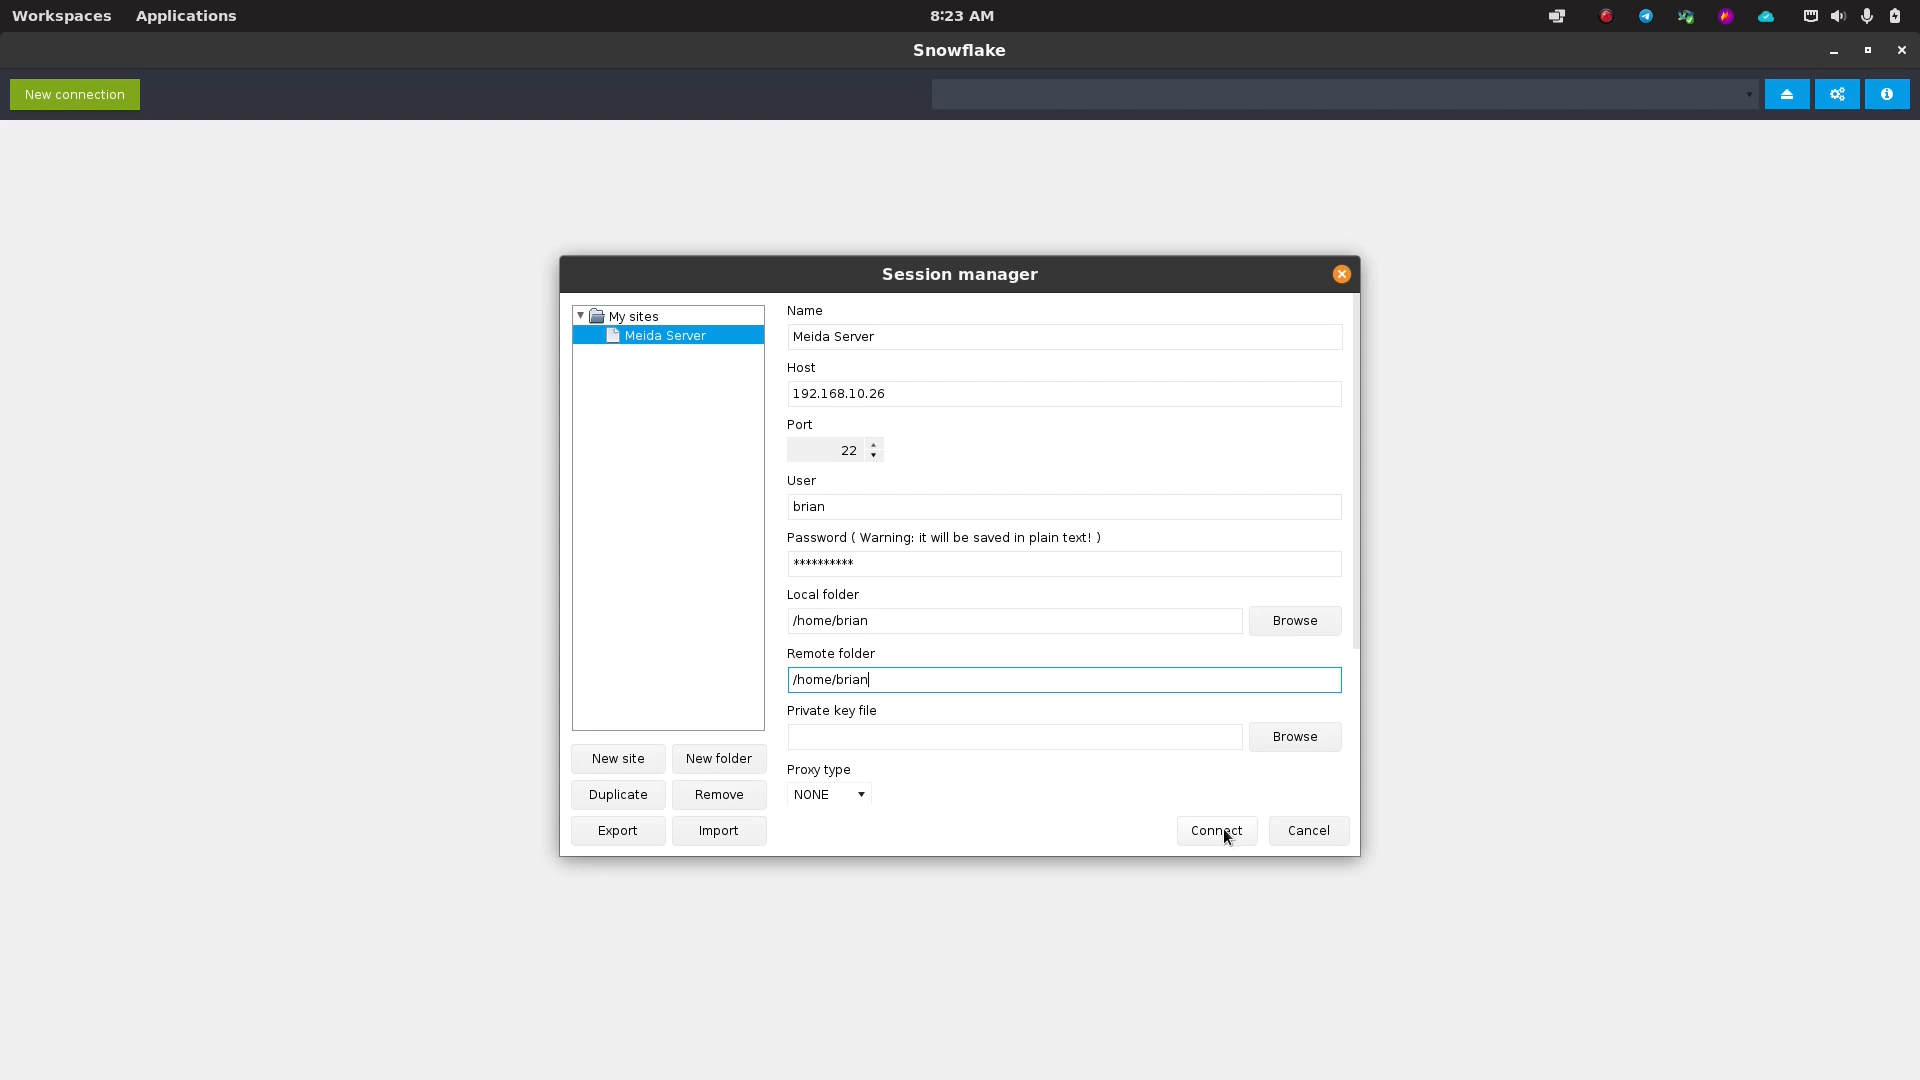 Workspaces Applications 8:23 AM
Snowflake
New connection
Session manager
My sites
Meida Server
Name
Meida Server
Host
192.168.10.26
Port
22
User
brian
Password ( Warning: it will be saved in plain text! )
**********
Local folder
/home/brian Browse
Remote folder
/home/brian
Private key file
Browse
Proxy type
NONE
New site New folder
Duplicate Remove
Export Import
Connect Cancel